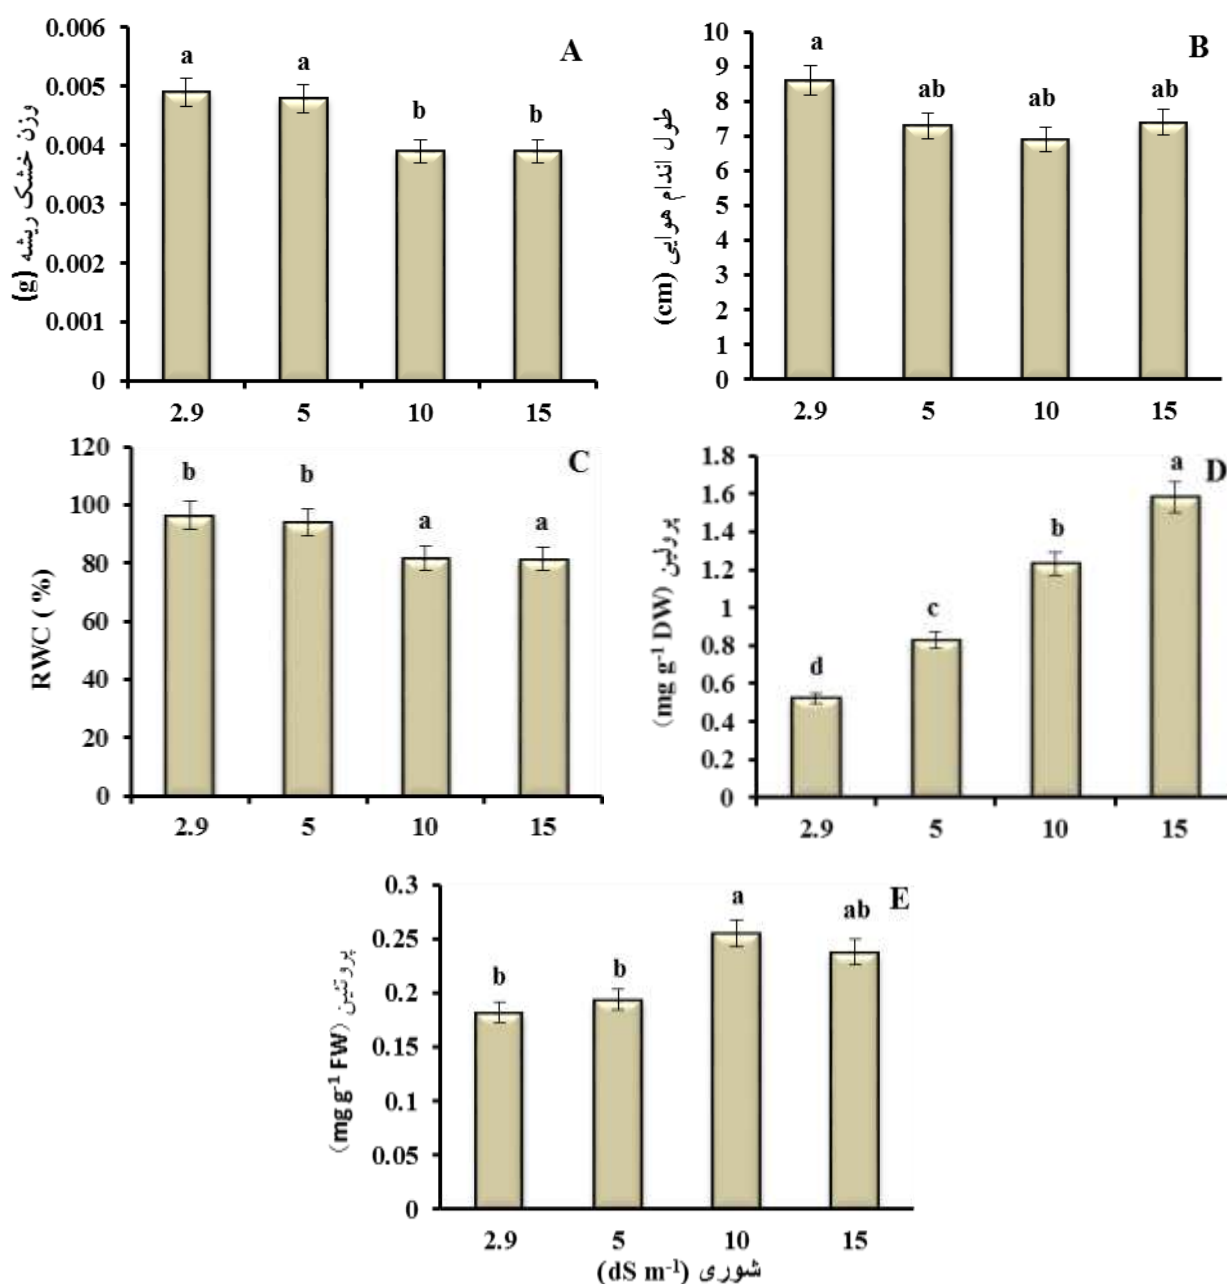 A
0.006
0.005
0.004
0.003
0.002
0.001
0
وزن خشک ریشه (g)
a
a
b
b
2.9
5
10
15
B
10
9
8
7
6
5
4
3
2
1
0
طول اندام هوایی (cm)
a
ab
ab
ab
2.9
5
10
15
C
120
100
80
60
40
20
0
RWC ( %)
b
b
a
a
2.9
5
10
15
D
1.8
1.6
1.4
1.2
1
0.8
0.6
0.4
0.2
0
پرولین (mg g-1 DW)
d
c
b
a
2.9
5
10
15
E
0.3
0.25
0.2
0.15
0.1
0.05
0
پروتئین (mg g-1 FW)
b
b
a
ab
2.9
5
10
15
شوری (dS m-1)